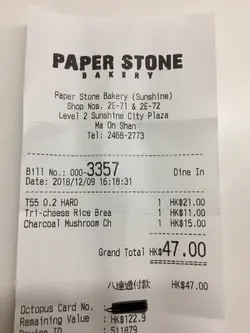 PAPER STONE
BAKERY
Paper Stone Bakery (Sunshine)
Shop Nos. 2E-71 & 2E-72
Level 2 Sunshine City Plaza
Ma On Shan
Tel: 2468-2773
Bill No.: 000-3357 Dine In
Date: 2018/12/09 16:18:31
T55 0.2 HARD 1 HK$21.00
Tri-cheese Rice Brea 1 HK$11.00
Charcoal Mushroom Ch 1 HK$15.00
Grand Total HK$47.00
八達通付款 HK$47.00
Octopus Card No. :
Remaining Value : HK$122.9
: 511879